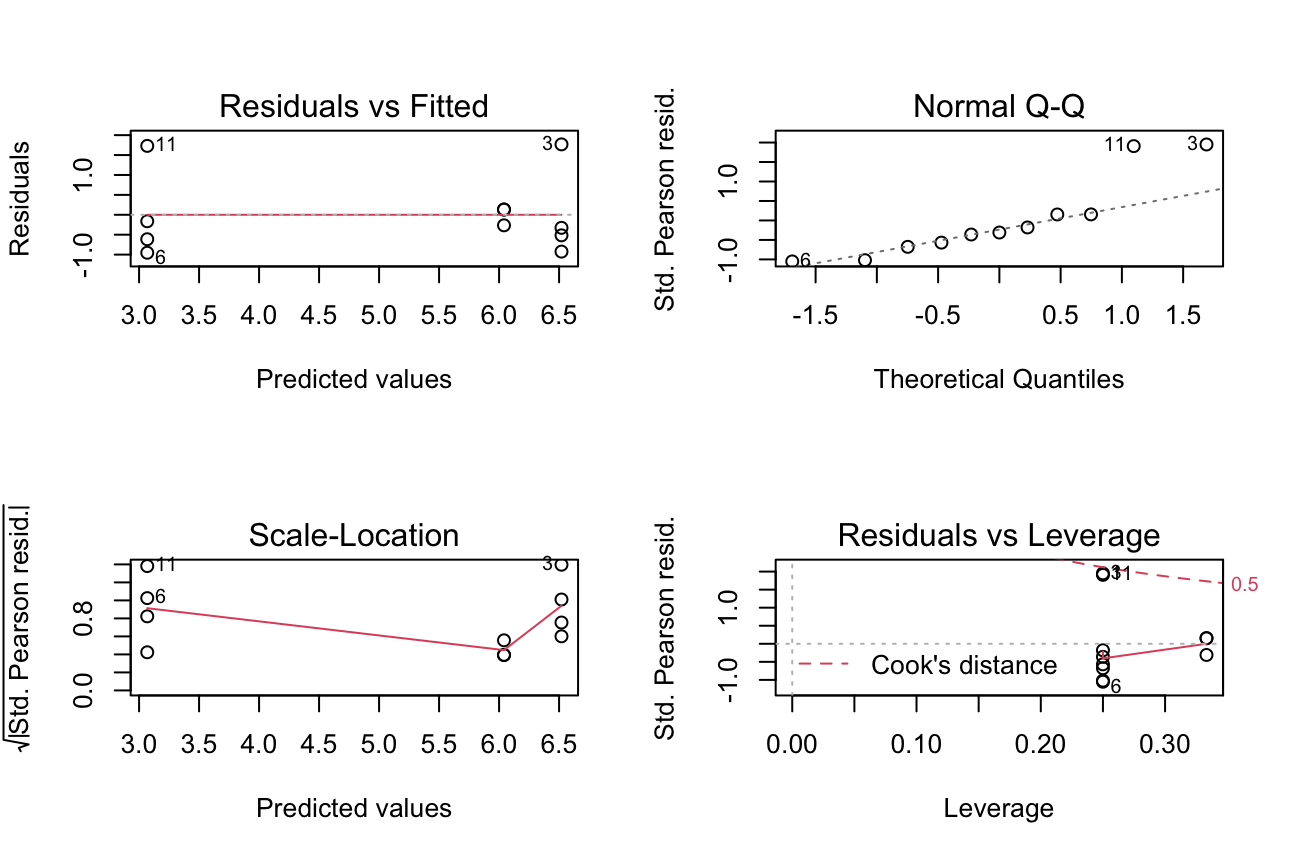 Residuals vs Fitted
Residuals
1.0
-1.0
11
3
6
3.0 3.5 4.0 4.5 5.0 5.5 6.0 6.5
Predicted values
Normal Q-Q
Std. Pearson resid.
1.0
-1.0
11
3
6
-1.5 -0.5 0.5 1.0 1.5
Theoretical Quantiles
Scale-Location
√|Std. Pearson resid.|
0.8
0.0
11
3
6
3.0 3.5 4.0 4.5 5.0 5.5 6.0 6.5
Predicted values
Residuals vs Leverage
Std. Pearson resid.
1.0
-1.0
3
11
0.5
Cook's distance
6
0.00 0.10 0.20 0.30
Leverage